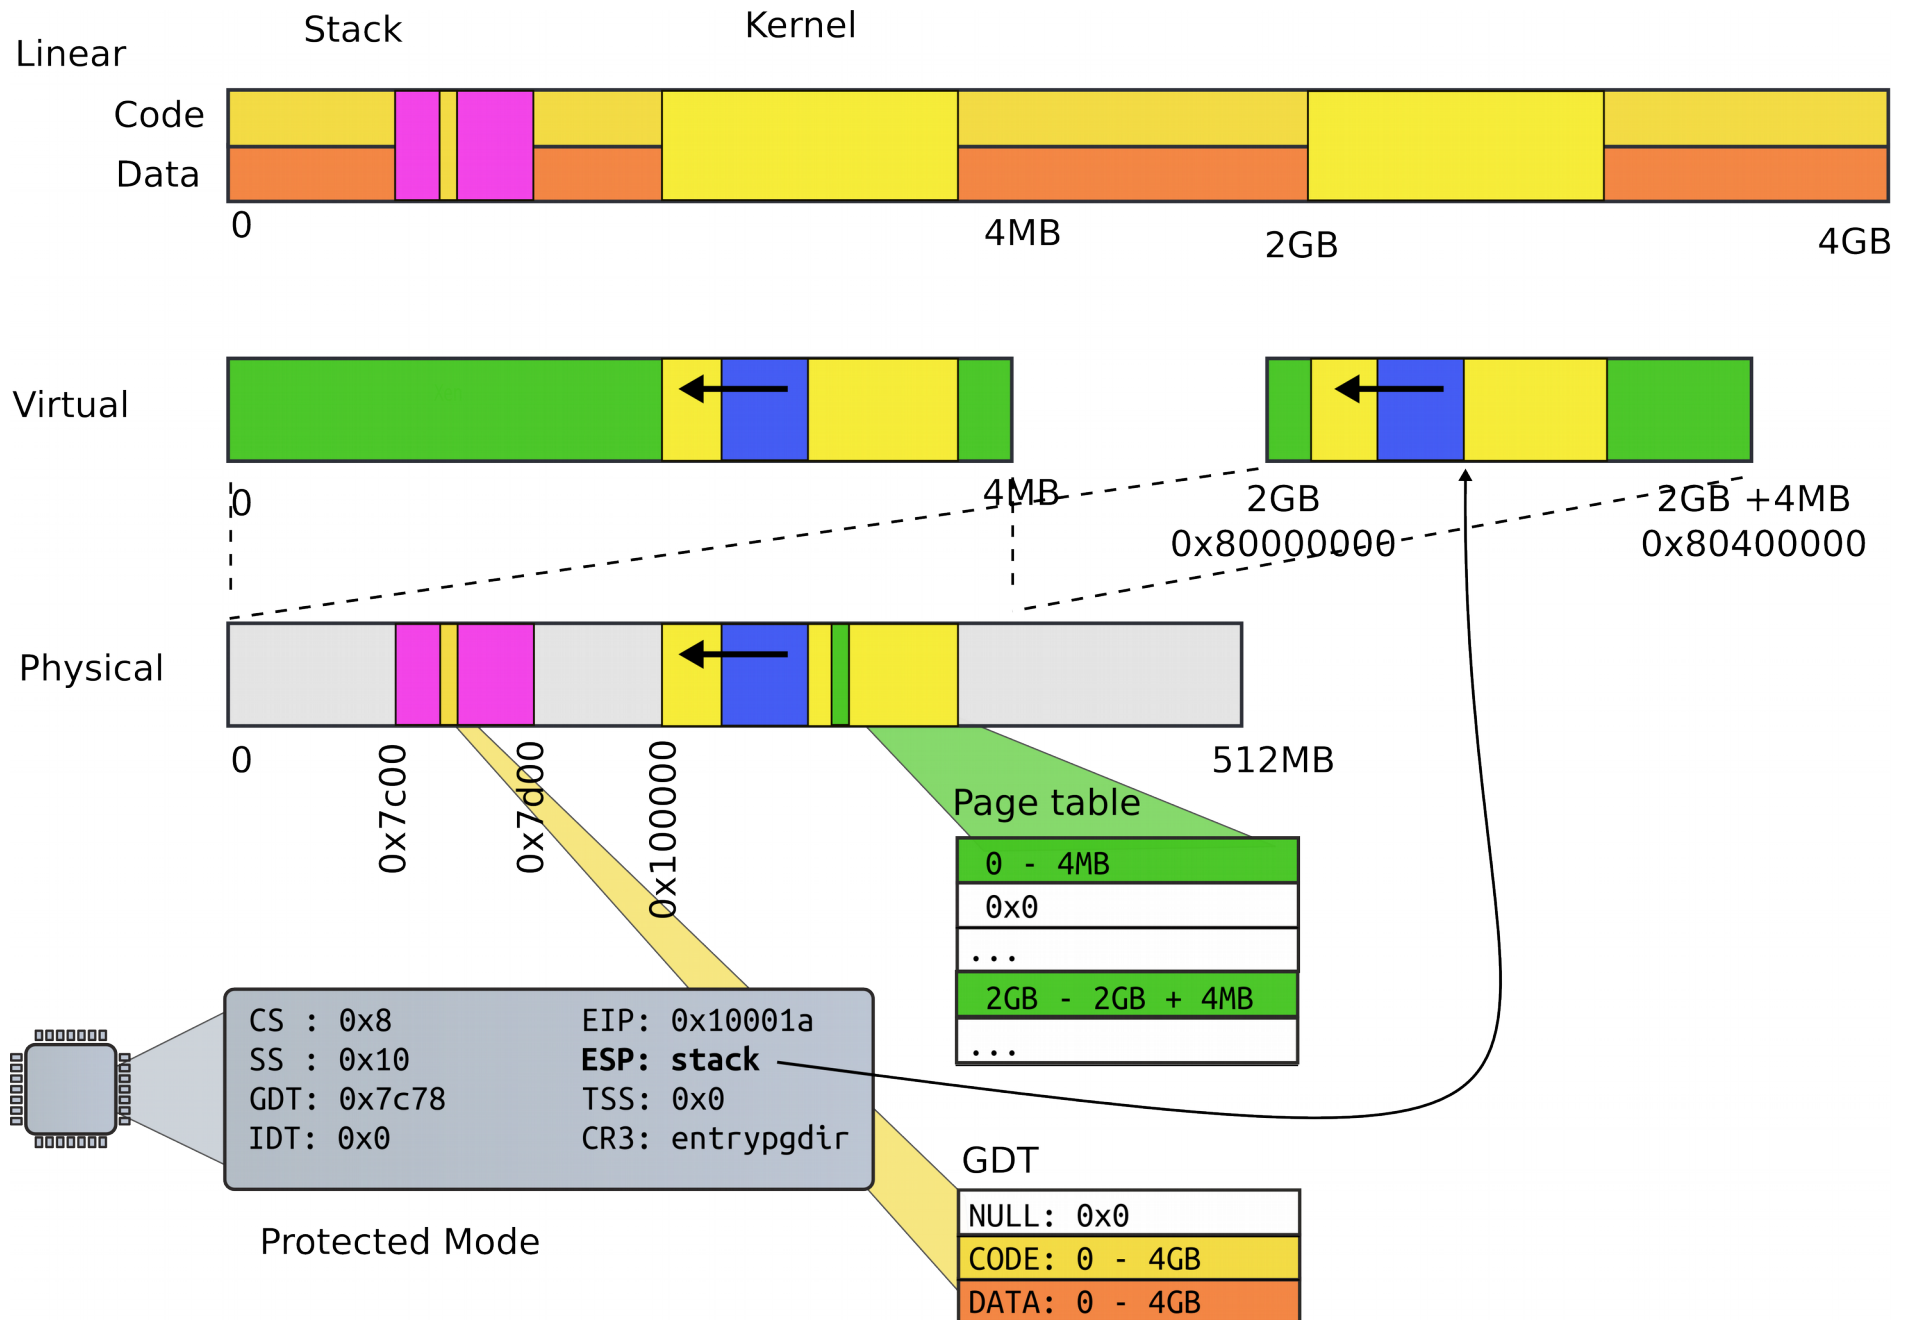 Stack
Kernel
Linear
Code
Data
0
4MB
2GB
4GB
Virtual
0
4MB
2GB
0x80000000
2GB +4MB
0x80400000
Physical
0
0x7c00
0x7d00
0x100000
512MB
Page table
0 - 4MB
0x0
...
2GB - 2GB + 4MB
...
CS : 0x8
EIP: 0x10001a
SS : 0x10
ESP: stack
GDT: 0x7c78
TSS: 0x0
IDT: 0x0
CR3: entrypgdir
Protected Mode
GDT
NULL: 0x0
CODE: 0 - 4GB
DATA: 0 - 4GB